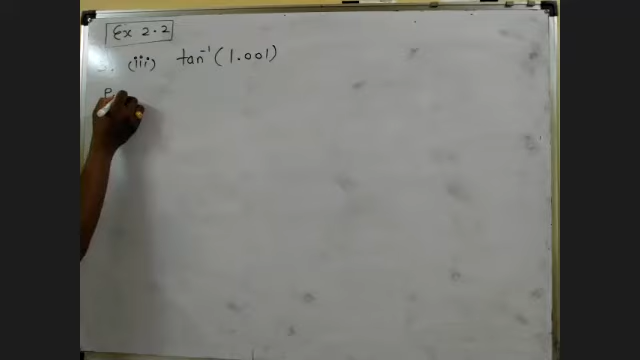 Ex 2.2
(iii) tan⁻¹ (1.001)